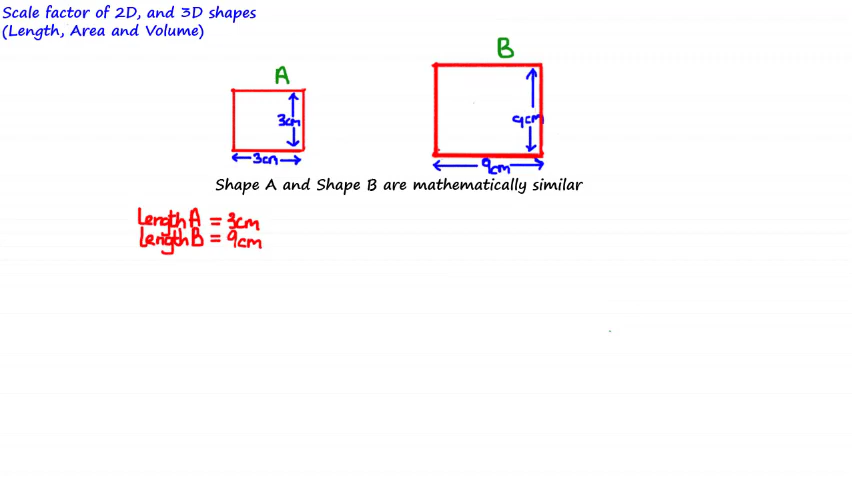 Scale factor of 2D, and 3D shapes
(Length, Area and Volume)
A
B
3cm
9cm
3cm
9cm
Shape A and Shape B are mathematically similar
Length A = 3cm
Length B = 9cm